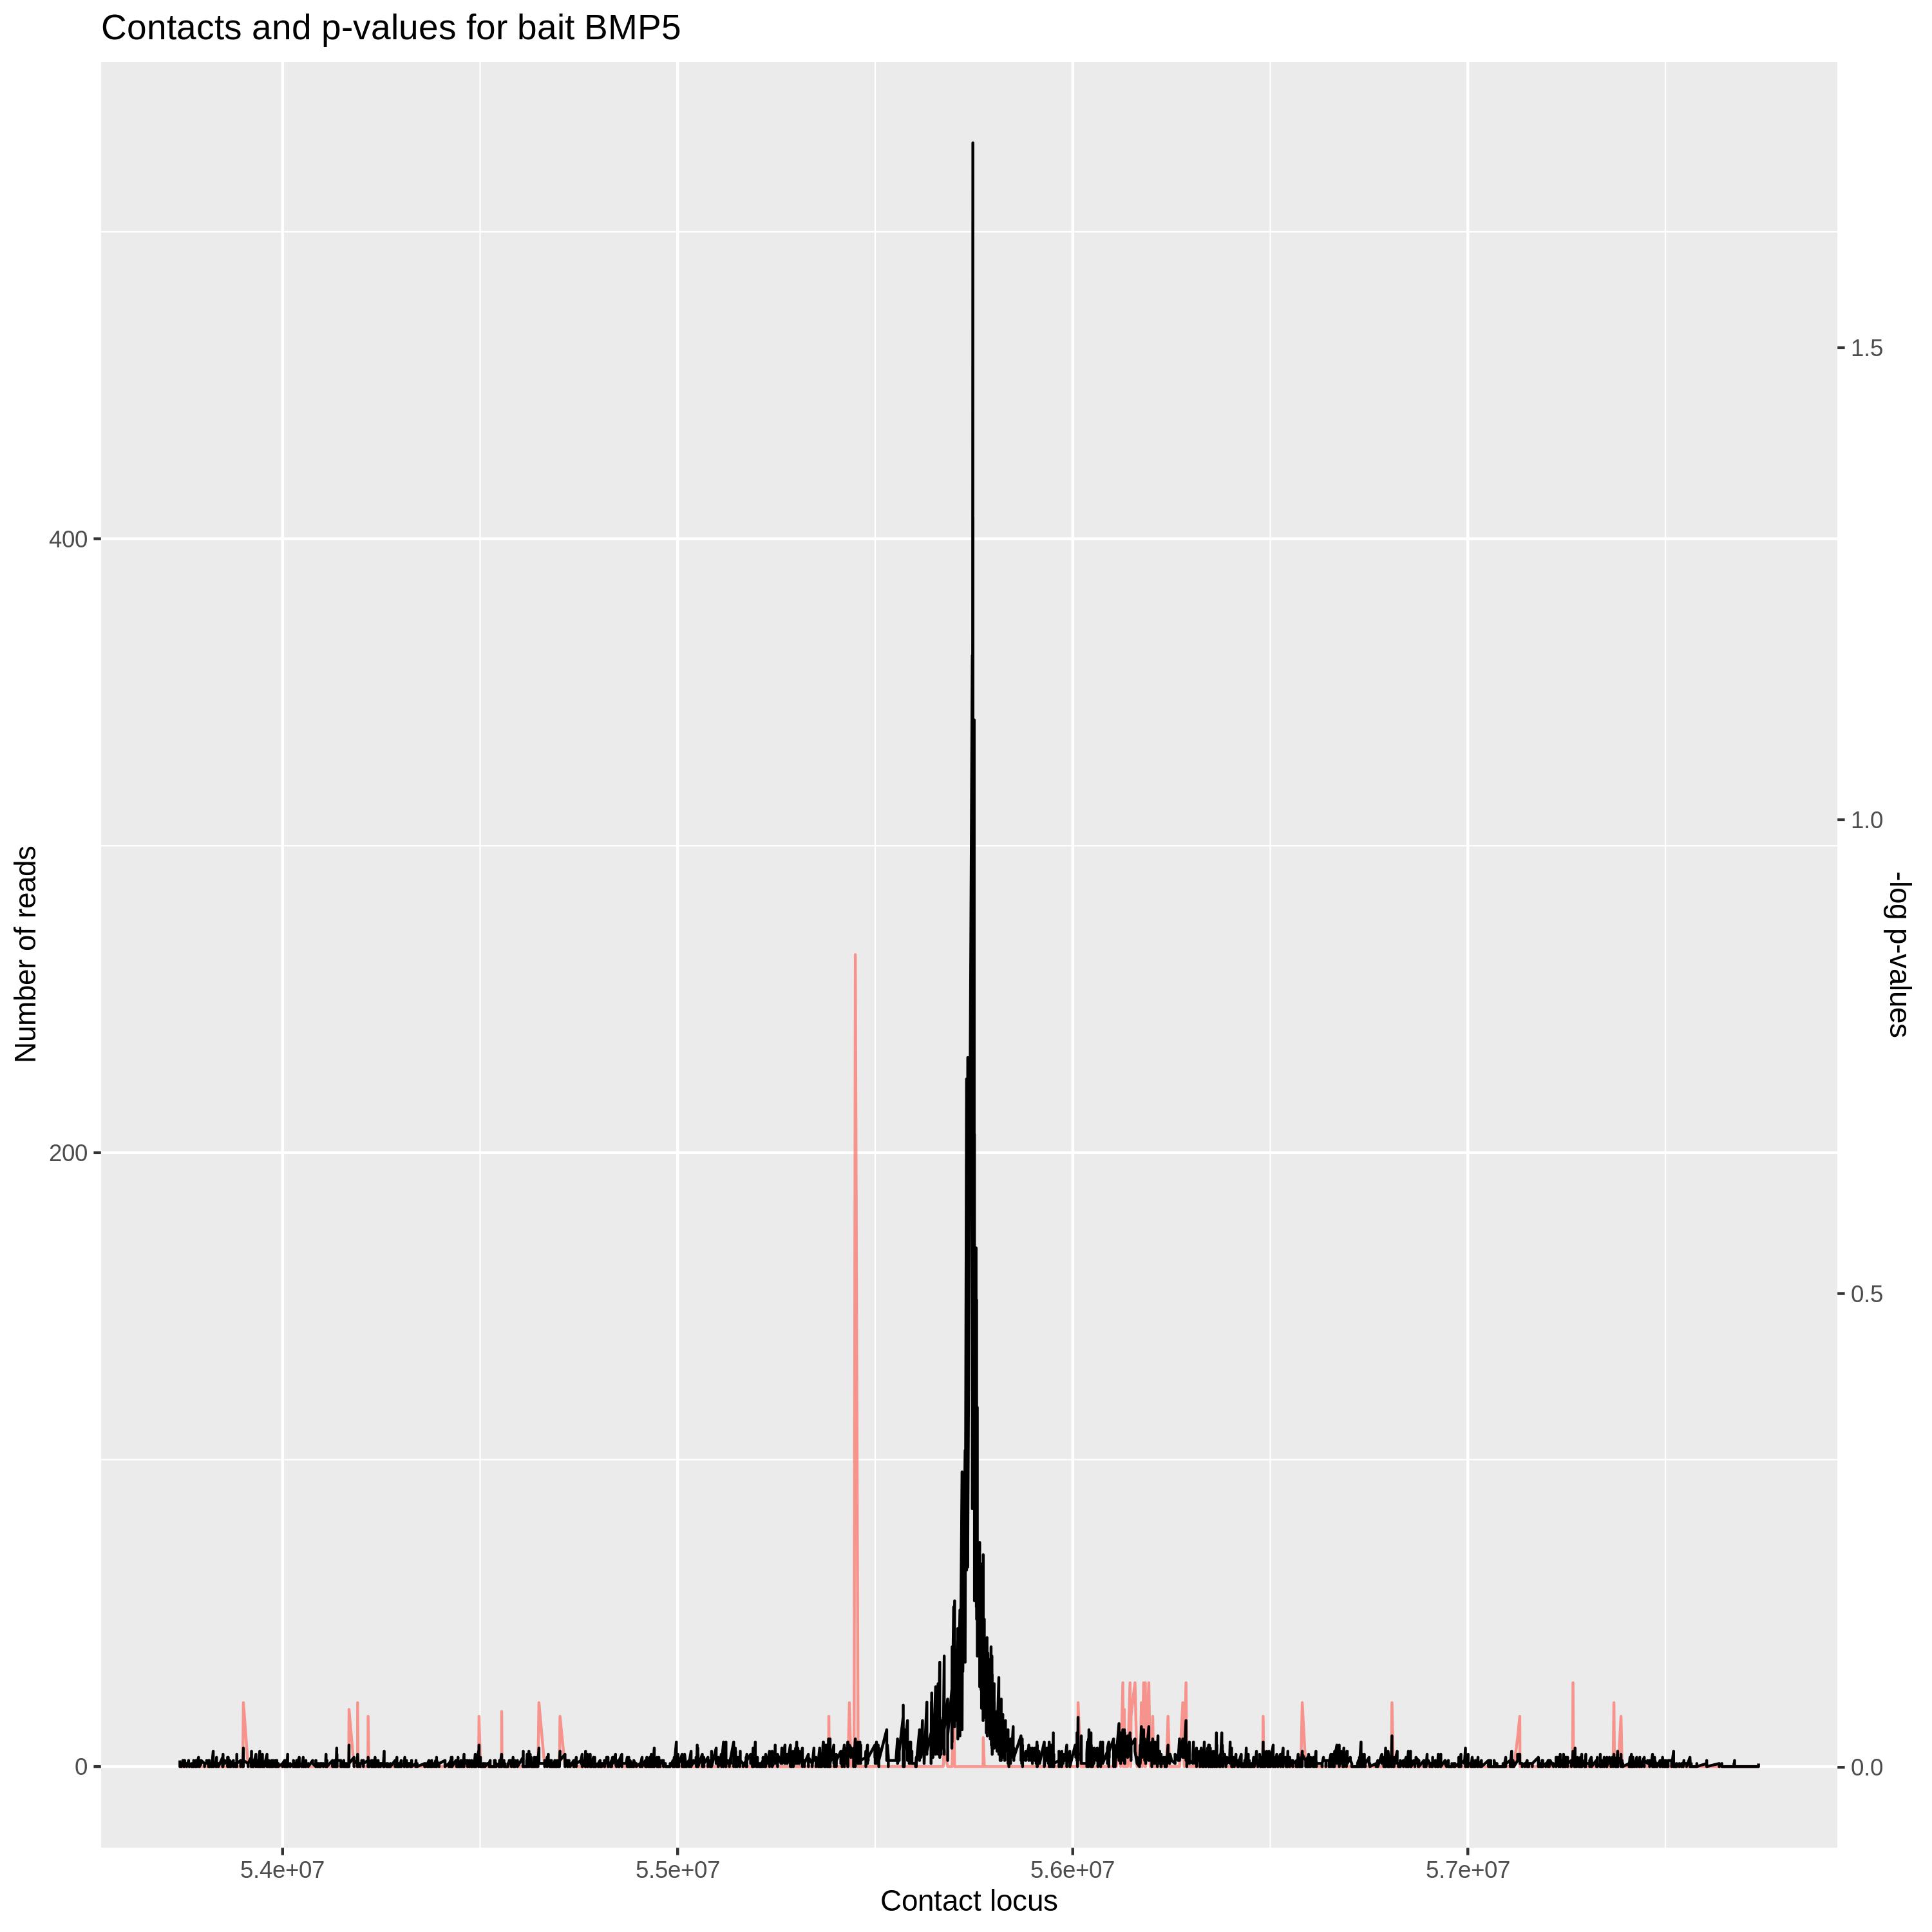 Contacts and p-values for bait BMP5
Number of reads
400
200
0
1.5
1.0
0.5
0.0
-log p-values
5.4e+07
5.5e+07
5.6e+07
5.7e+07
Contact locus